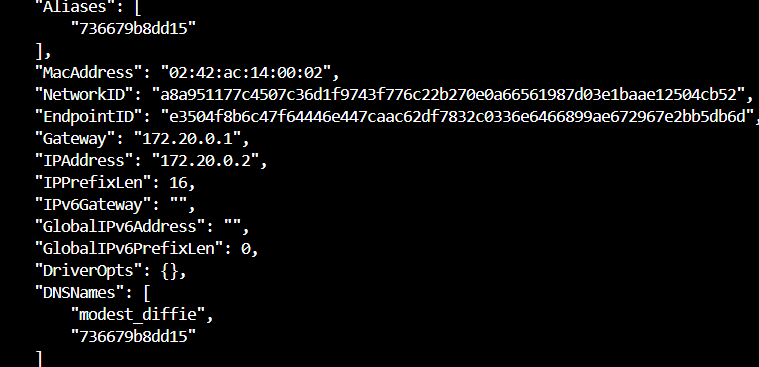 "Aliases": [
"736679b8dd15"
],
"MacAddress": "02:42:ac:14:00:02",
"NetworkID": "a8a951177c4507c36d1f9743f776c22b270e0a66561987d03e1baae12504cb52",
"EndpointID": "e3504f8b6c47f64446e447caac62df7832c0336e6466899ae672967e2bb5db6d",
"Gateway": "172.20.0.1",
"IPAddress": "172.20.0.2",
"IPPrefixLen": 16,
"IPv6Gateway": "",
"GlobalIPv6Address": "",
"GlobalIPv6PrefixLen": 0,
"DriverOpts": {},
"DNSNames": [
"modest_diffie",
"736679b8dd15"
]